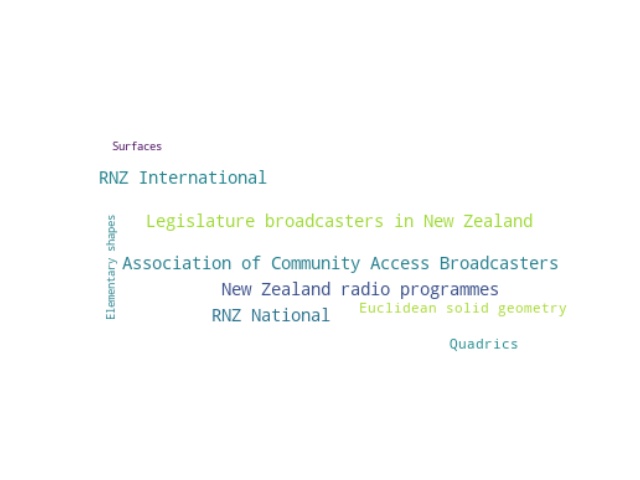 Surfaces
RNZ International
Elementary shapes
Legislature broadcasters in New Zealand
Association of Community Access Broadcasters
New Zealand radio programmes
Euclidean solid geometry
RNZ National
Quadrics